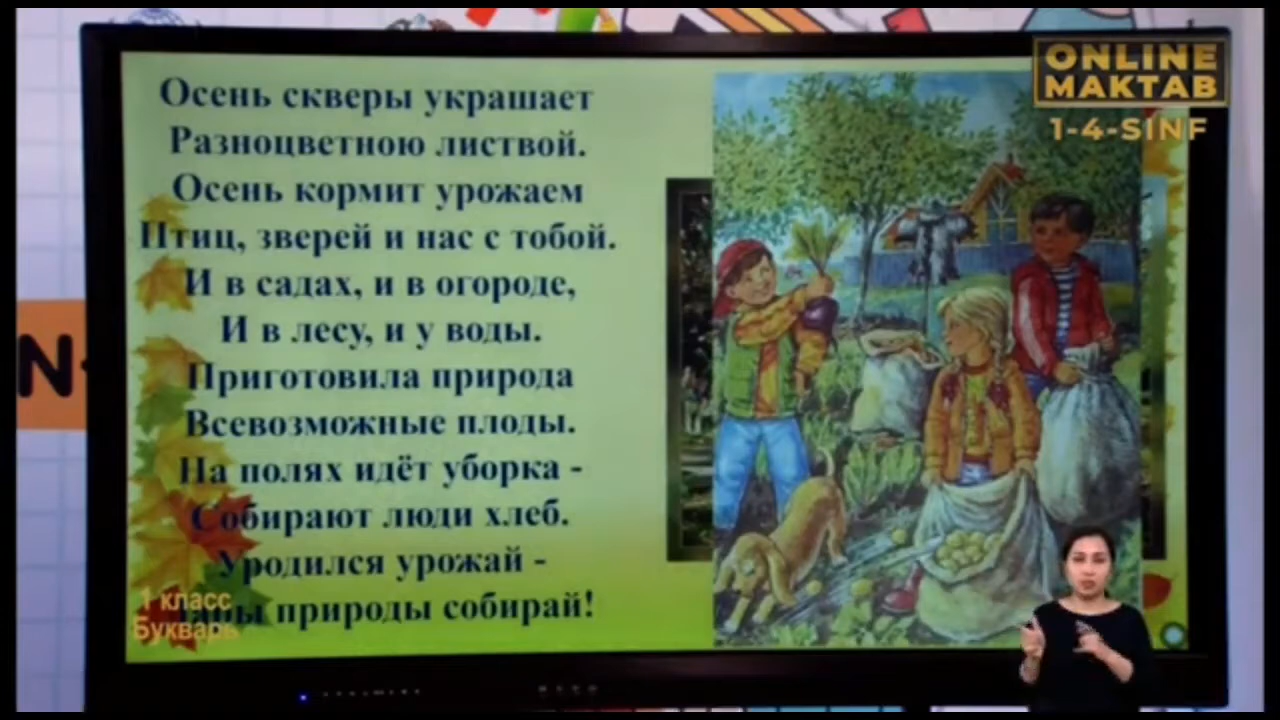 ONLINE
MAKTAB
1-4-SINF
Осень скверы украшает
Разноцветною листвой.
Осень кормит урожаем
Птиц, зверей и нас с тобой.
И в садах, и в огороде,
И в лесу, и у воды.
Приготовила природа
Всевозможные плоды.
На полях идёт уборка -
Собирают люди хлеб.
Уродился урожай -
природы собирай!
1 класс
Букварь
N